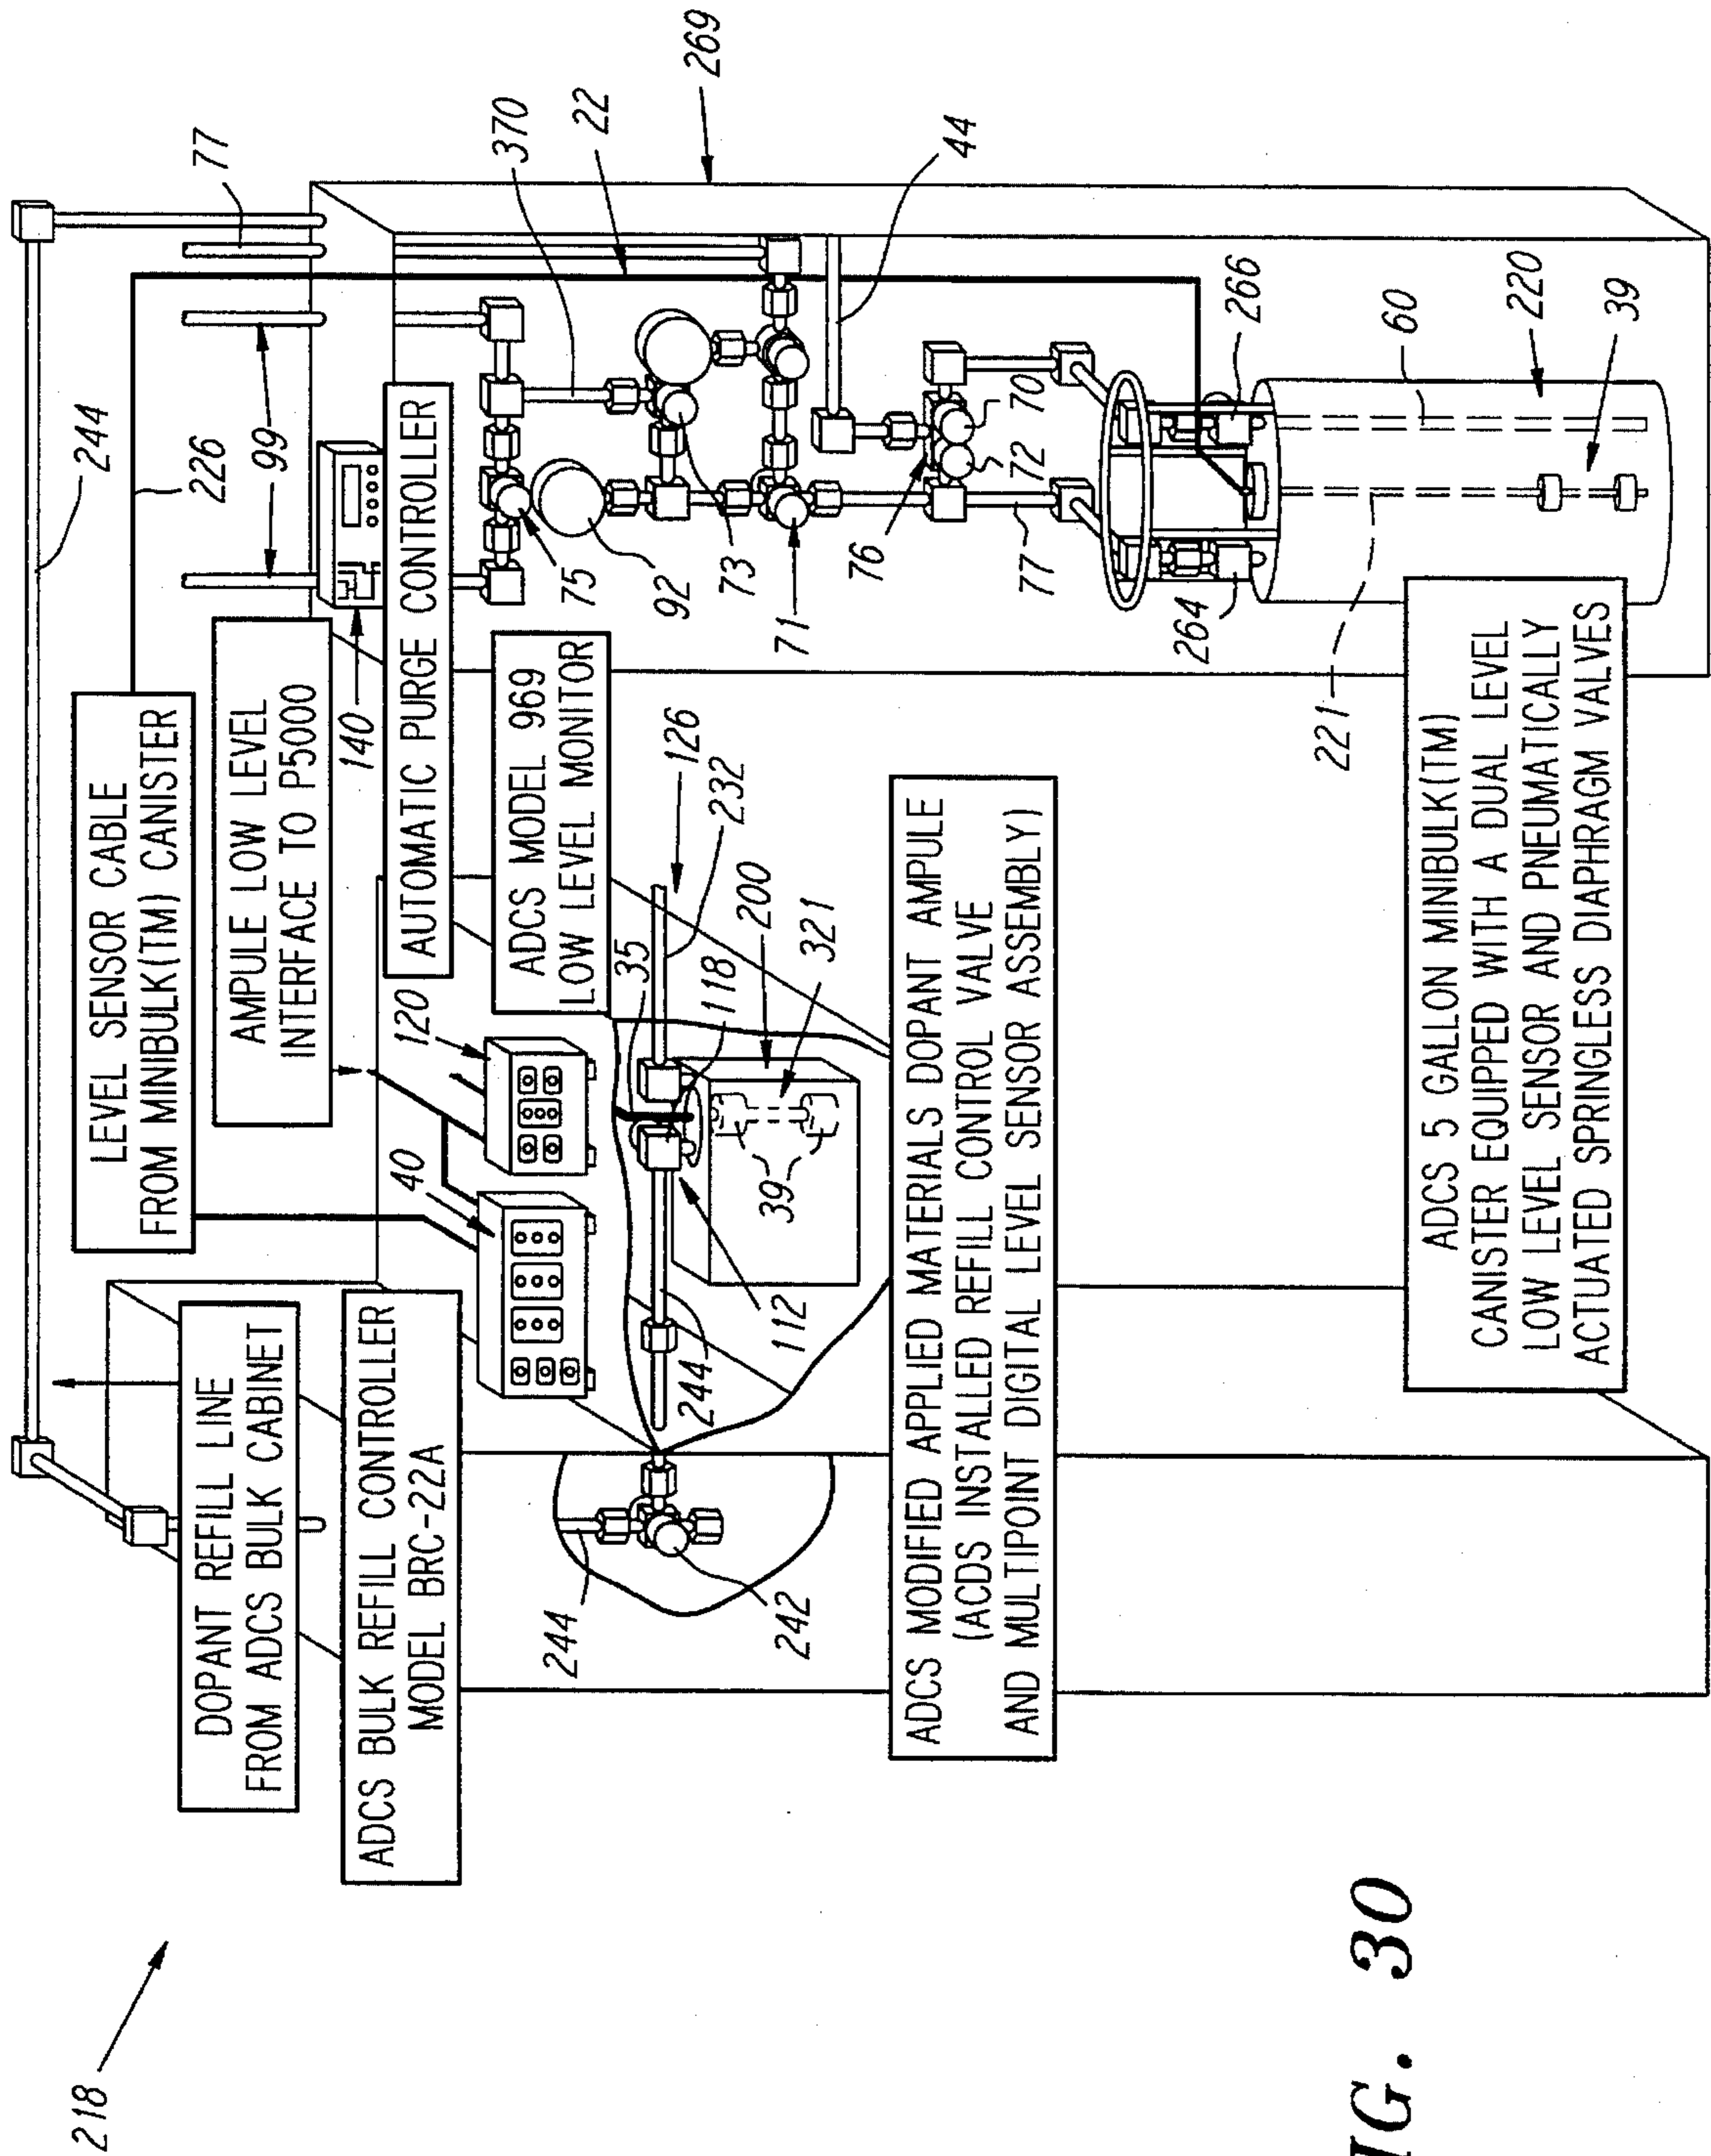 218
244
DOPANT REFILL LINE
FROM ADCS BULK CABINET
ADCS BULK REFILL CONTROLLER
MODEL BRC-22A
LEVEL SENSOR CABLE
FROM MINIBULK(TM) CANISTER
226
AMPULE LOW LEVEL
INTERFACE TO P5000
99
77
140
AUTOMATIC PURGE CONTROLLER
370
22
269
40
120
ADCS MODEL 969
LOW LEVEL MONITOR
75
92
73
71
44
35
118
232
126
200
321
39
112
244
244
242
76
72
70
77
ADCS MODIFIED APPLIED MATERIALS DOPANT AMPULE
(ACDS INSTALLED REFILL CONTROL VALVE
AND MULTIPOINT DIGITAL LEVEL SENSOR ASSEMBLY)
264
266
60
220
39
221
ADCS 5 GALLON MINIBULK(TM)
CANISTER EQUIPPED WITH A DUAL LEVEL
LOW LEVEL SENSOR AND PNEUMATICALLY
ACTUATED SPRINGLESS DIAPHRAGM VALVES
IG. 30